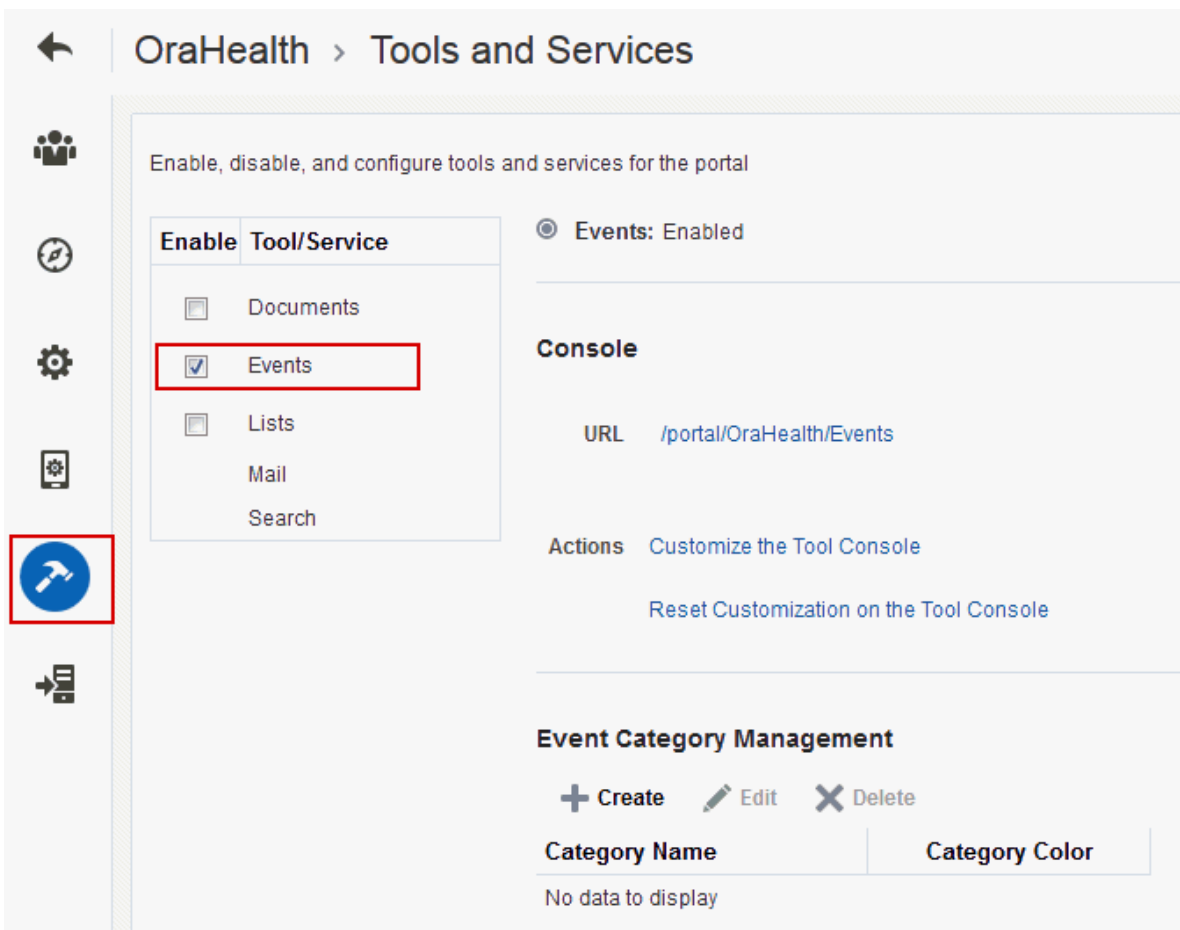 OraHealth > Tools and Services
Enable, disable, and configure tools and services for the portal
Enable Tool/Service
Documents
Events
Lists
Mail
Search
Events: Enabled
Console
URL /portal/OraHealth/Events
Actions Customize the Tool Console
Reset Customization on the Tool Console
Event Category Management
Create Edit Delete
Category Name Category Color
No data to display